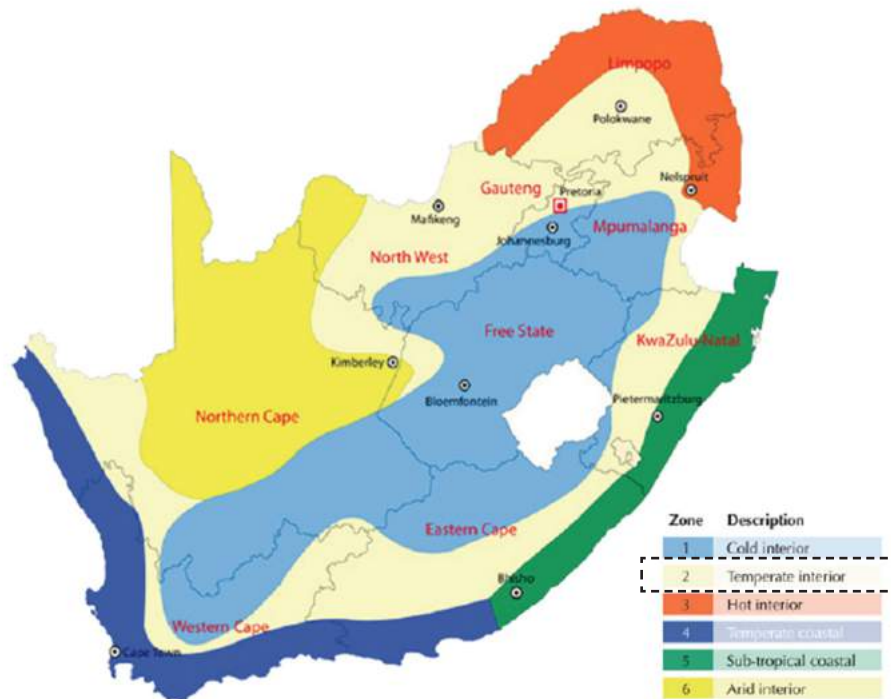 Limpopo
Polokwane
Nelspruit
Gauteng
Pretoria
Mafikeng
Johannesburg
Mpumalanga
North West
Free State
KwaZulu-Natal
Kimberley
Bloemfontein
Northern Cape
Pietermaritzburg
Eastern Cape
Bhisho
Western Cape
Cape Town
Zone Description
1 Cold interior
2 Temperate interior
3 Hot interior
4 Temperate coastal
5 Sub-tropical coastal
6 Arid interior